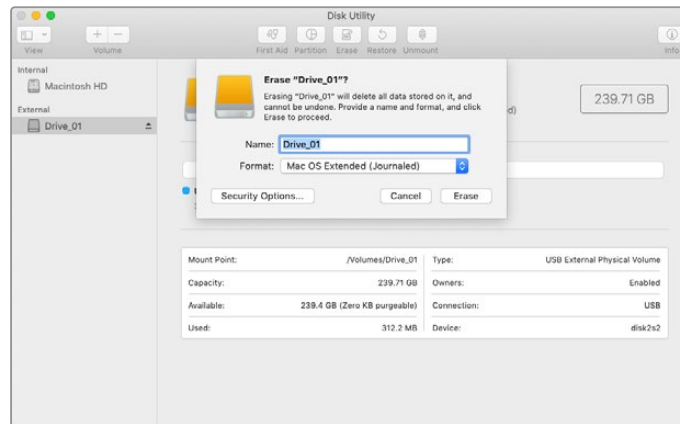 Disk Utility
View
Volume
First Aid
Partition
Erase
Restore
Unmount
Info
Internal
Macintosh HD
External
Drive_01
Erase "Drive_01"?
Erasing "Drive_01" will delete all data stored on it, and
cannot be undone. Provide a name and format, and click
Erase to proceed.
Name: Drive_01
Format: Mac OS Extended (Journaled)
Security Options...
Cancel
Erase
239.71 GB
Mount Point: /Volumes/Drive_01
Type: USB External Physical Volume
Capacity: 239.71 GB
Owners: Enabled
Available: 239.4 GB (Zero KB purgeable)
Connection: USB
Used: 312.2 MB
Device: disk2s2